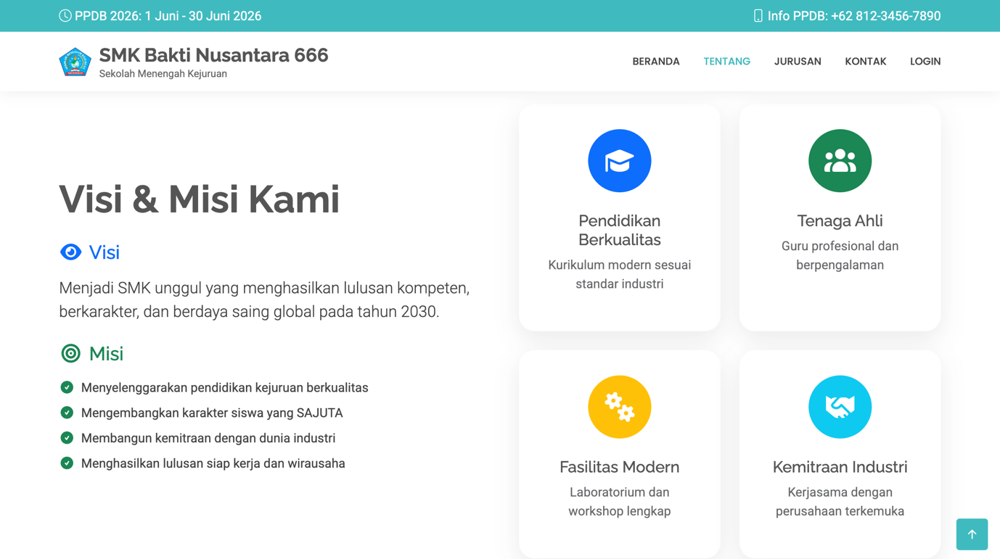 PPDB 2026: 1 Juni - 30 Juni 2026
Info PPDB: +62 812-3456-7890
SMK Bakti Nusantara 666
Sekolah Menengah Kejuruan
BERANDA
TENTANG
JURUSAN
KONTAK
LOGIN
Visi & Misi Kami
Visi
Menjadi SMK unggul yang menghasilkan lulusan kompeten,
berkarakter, dan berdaya saing global pada tahun 2030.
Misi
Menyelenggarakan pendidikan kejuruan berkualitas
Mengembangkan karakter siswa yang SAJUTA
Membangun kemitraan dengan dunia industri
Menghasilkan lulusan siap kerja dan wirausaha
Pendidikan
Berkualitas
Kurikulum modern sesuai
standar industri
Tenaga Ahli
Guru profesional dan
berpengalaman
Fasilitas Modern
Laboratorium dan
workshop lengkap
Kemitraan Industri
Kerjasama dengan
perusahaan terkemuka